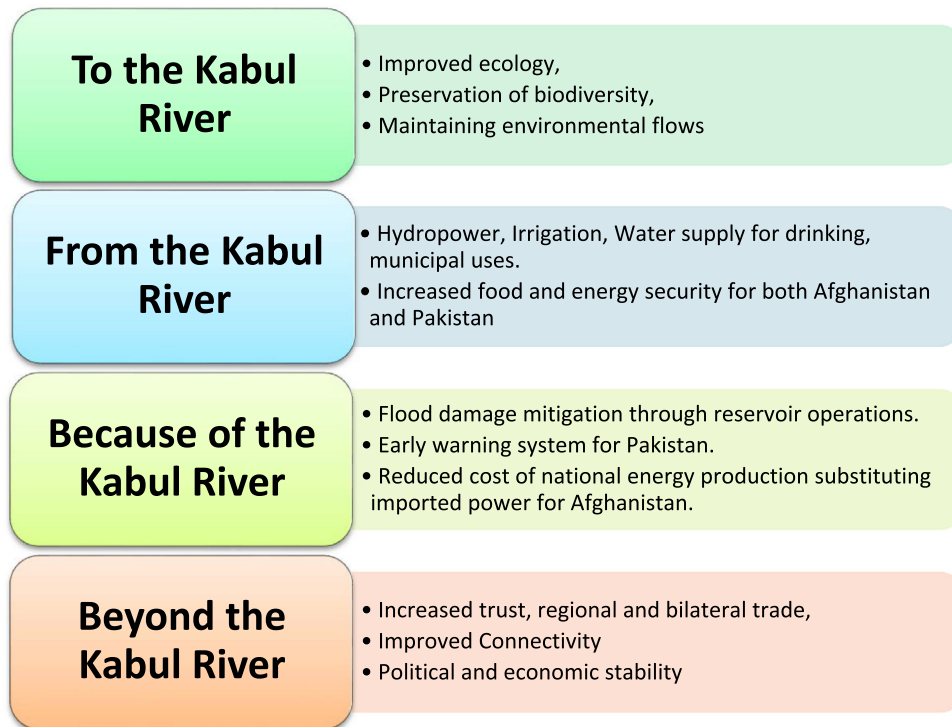 To the Kabul
River
• Improved ecology,
• Preservation of biodiversity,
• Maintaining environmental flows
From the Kabul
River
• Hydropower, Irrigation, Water supply for drinking,
municipal uses.
• Increased food and energy security for both Afghanistan
and Pakistan
Because of the
Kabul River
• Flood damage mitigation through reservoir operations.
• Early warning system for Pakistan.
• Reduced cost of national energy production substituting
imported power for Afghanistan.
Beyond the
Kabul River
• Increased trust, regional and bilateral trade,
• Improved Connectivity
• Political and economic stability